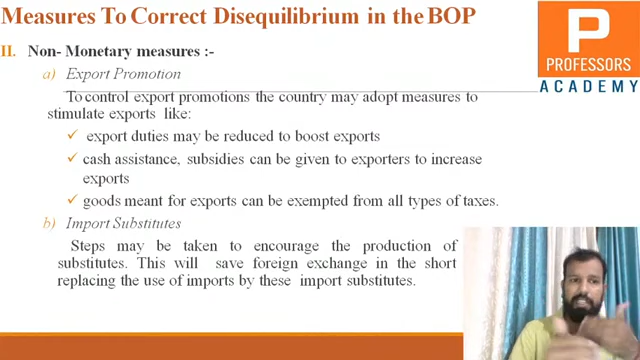 Measures To Correct Disequilibrium in the BOP
II. Non- Monetary measures :-
a) Export Promotion
To control export promotions the country may adopt measures to
stimulate exports like:
✓ export duties may be reduced to boost exports
✓ cash assistance, subsidies can be given to exporters to increase
exports
✓ goods meant for exports can be exempted from all types of taxes.
b) Import Substitutes
Steps may be taken to encourage the production of
substitutes. This will save foreign exchange in the short
replacing the use of imports by these import substitutes.
P
PROFESSORS
ACADEMY